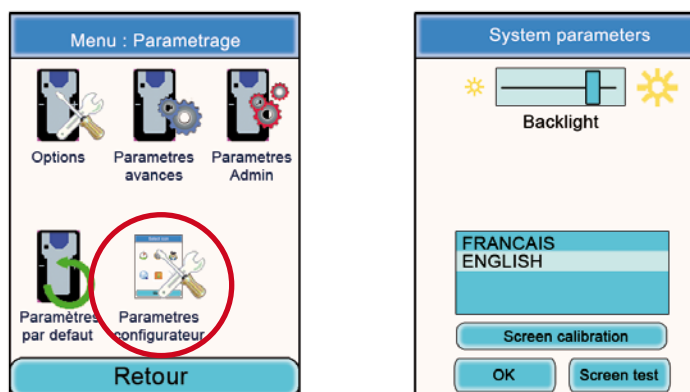 Menu : Parametrage
Options
Parametres
avances
Parametres
Admin
Paramètres
par defaut
Parametres
configurateur
Retour
System parameters
Backlight
FRANCAIS
ENGLISH
Screen calibration
OK
Screen test